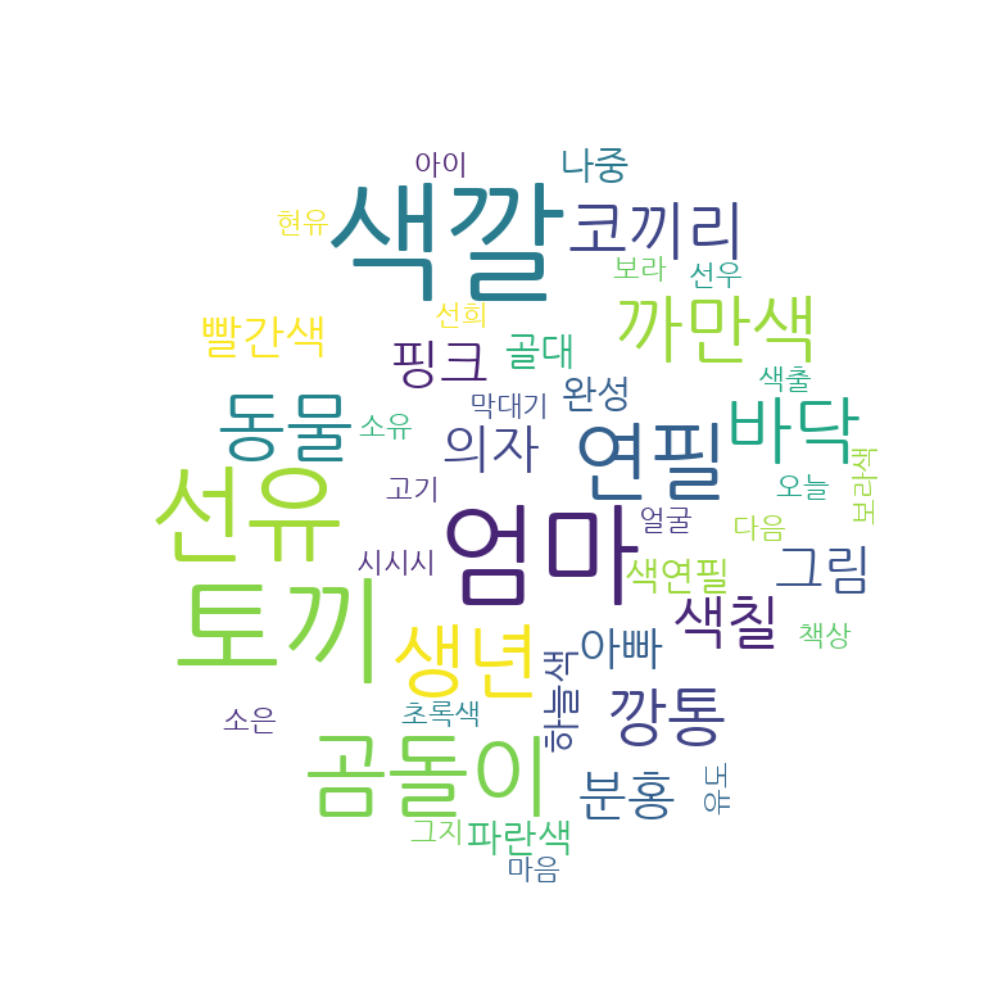 아이
나중
색깔
코끼리
현유
보라
선우
선희
빨간색
까만색
핑크
골대
색출
완성
막대기
동물
소유
의자
연필
바닥
고기
오늘
보라색
선유
엄마
얼굴
다음
시시시
색연필
그림
토끼
생년
색칠
아빠
책상
하늘색
소은
초록색
깡통
곰돌이
분홍
유도
그지
파란색
마음